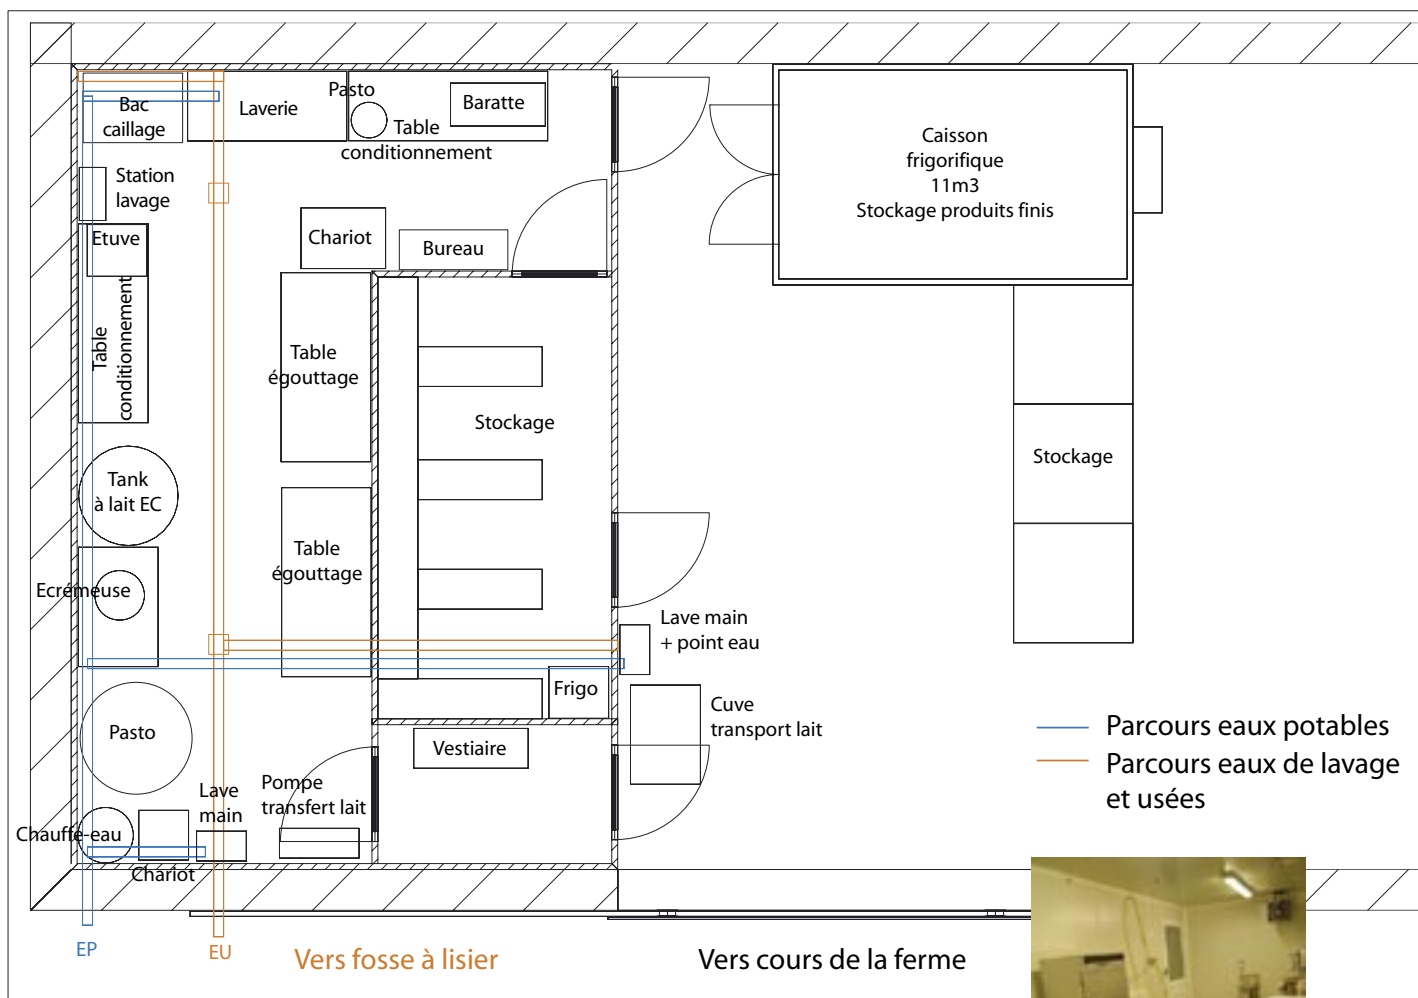 Bac
caillage
Laverie
Pasto
Table
conditionnement
Baratte
Caisson
frigorifique
11m3
Stockage produits finis
Station
lavage
Etuve
Chariot
Bureau
Table
conditionnement
Table
égouttage
Stockage
Stockage
Tank
à lait EC
Table
égouttage
Ecrémeuse
Lave main
+ point eau
Frigo
Cuve
transport lait
Pasto
Vestiaire
Parcours eaux potables
Parcours eaux de lavage
et usées
Lave
main
Pompe
transfert lait
Chauffe-eau
Chariot
EP
EU
Vers fosse à lisier
Vers cours de la ferme